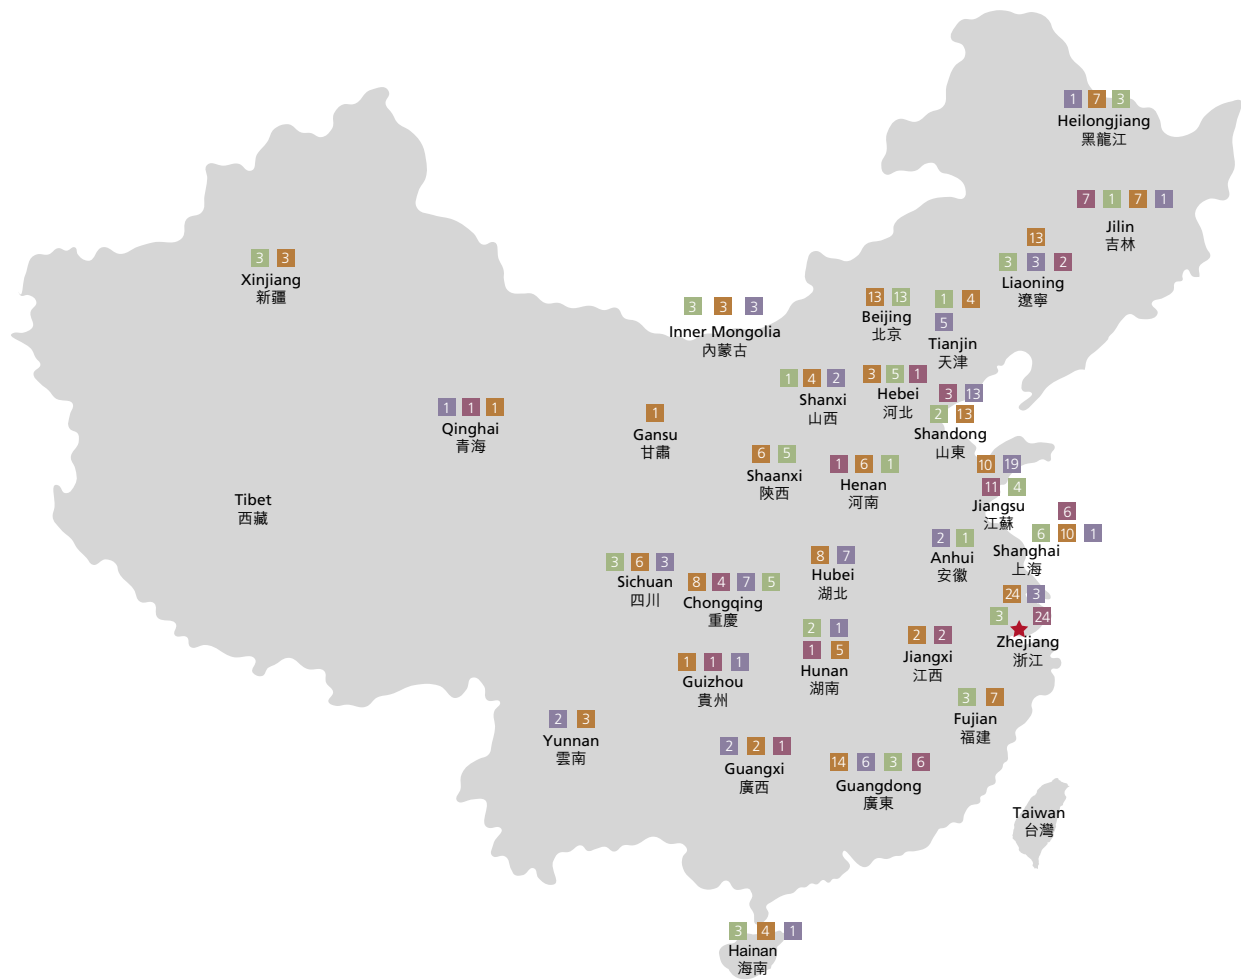 1 7 3
Heilongjiang
黑龍江
7 1 7 1
Jilin
吉林
13
3 3 2
Liaoning
遼寧
3 3
Xinjiang
新疆
3 3 3
Inner Mongolia
內蒙古
13 13
Beijing
北京
1 4
5
Tianjin
天津
1 4 2
Shanxi
山西
3 5 1
Hebei
河北
3 13
2 13
Shandong
山東
1 1 1
Qinghai
青海
1
Gansu
甘肅
6 5
Shaanxi
陝西
1 6 1
Henan
河南
10 19
11 4
Jiangsu
江蘇
Tibet
西藏
6
6 10 1
Shanghai
上海
2 1
Anhui
安徽
3 6 3
Sichuan
四川
8 4 7 5
Chongqing
重慶
8 7
Hubei
湖北
24 3
3 24
Zhejiang
浙江
2 1
1 5
Hunan
湖南
2 2
Jiangxi
江西
1 1 1
Guizhou
貴州
3 7
Fujian
福建
2 3
Yunnan
雲南
2 2 1
Guangxi
廣西
14 6 3 6
Guangdong
廣東
Taiwan
台灣
3 4 1
Hainan
海南